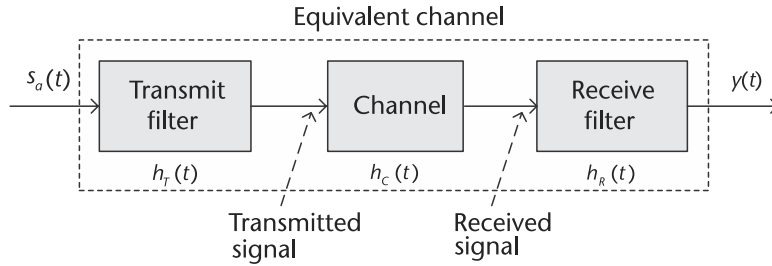 Equivalent channel
s_a(t)
Transmit
filter
Channel
Receive
filter
y(t)
h_T(t)
h_C(t)
h_R(t)
Transmitted
signal
Received
signal